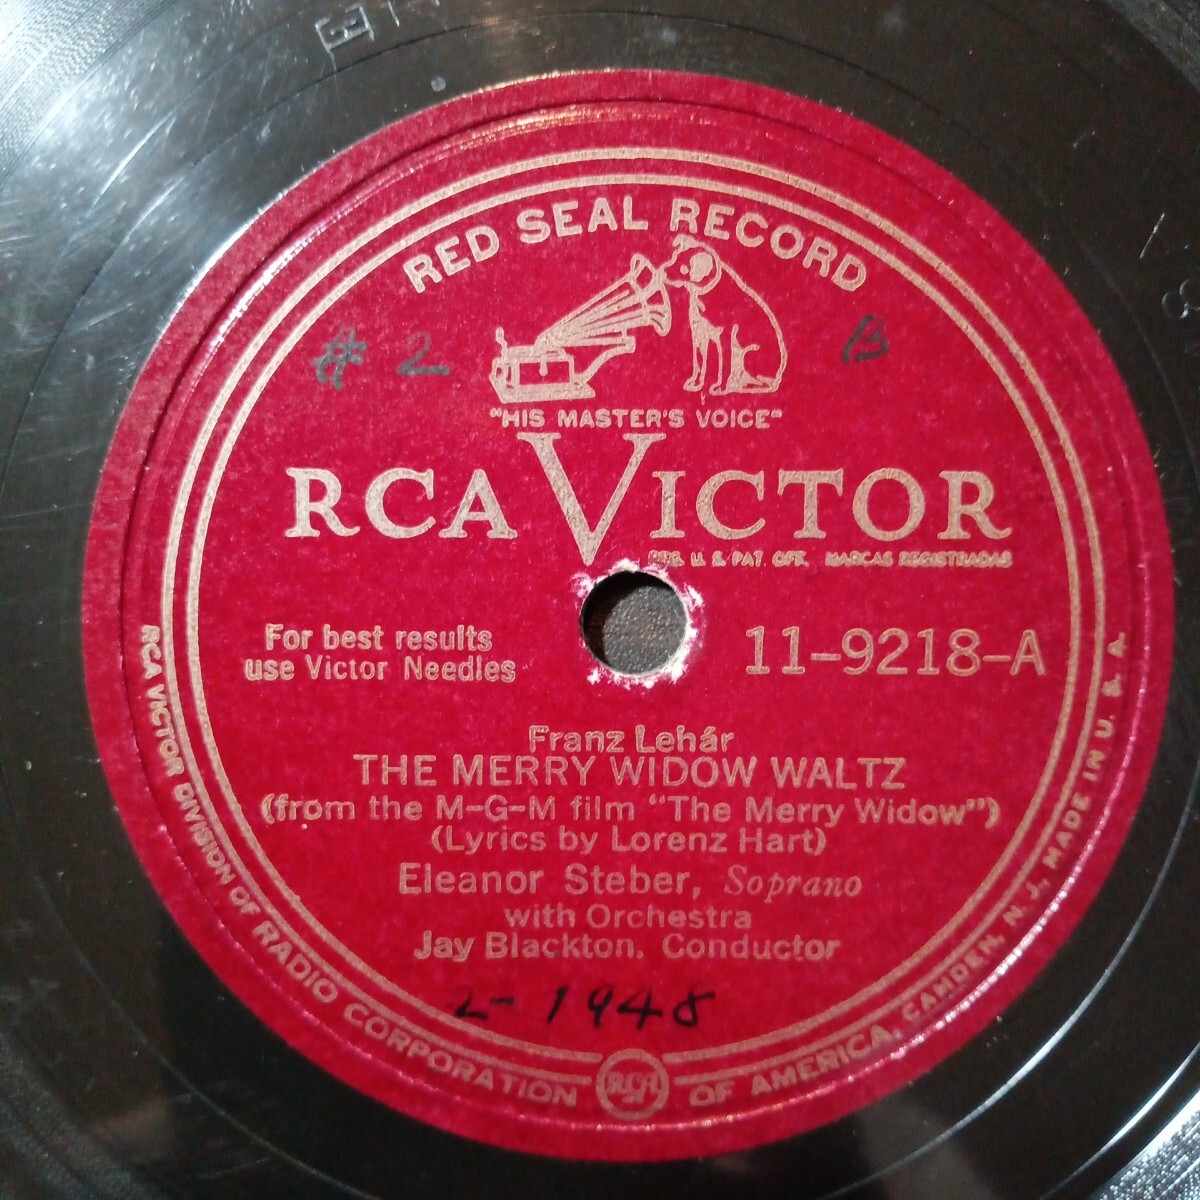 RED SEAL RECORD
# 2
B
"HIS MASTER'S VOICE"
RCA VICTOR
REG. U. S. PAT. OFF. MARCAS REGISTRADAS
For best results
use Victor Needles
11-9218-A
Franz Lehár
THE MERRY WIDOW WALTZ
(from the M-G-M film "The Merry Widow")
(Lyrics by Lorenz Hart)
Eleanor Steber, Soprano
with Orchestra
Jay Blackton, Conductor
2-1948
RCA VICTOR DIVISION OF RADIO CORPORATION OF AMERICA, CAMDEN, N. J., MADE IN U. S. A.
RCA